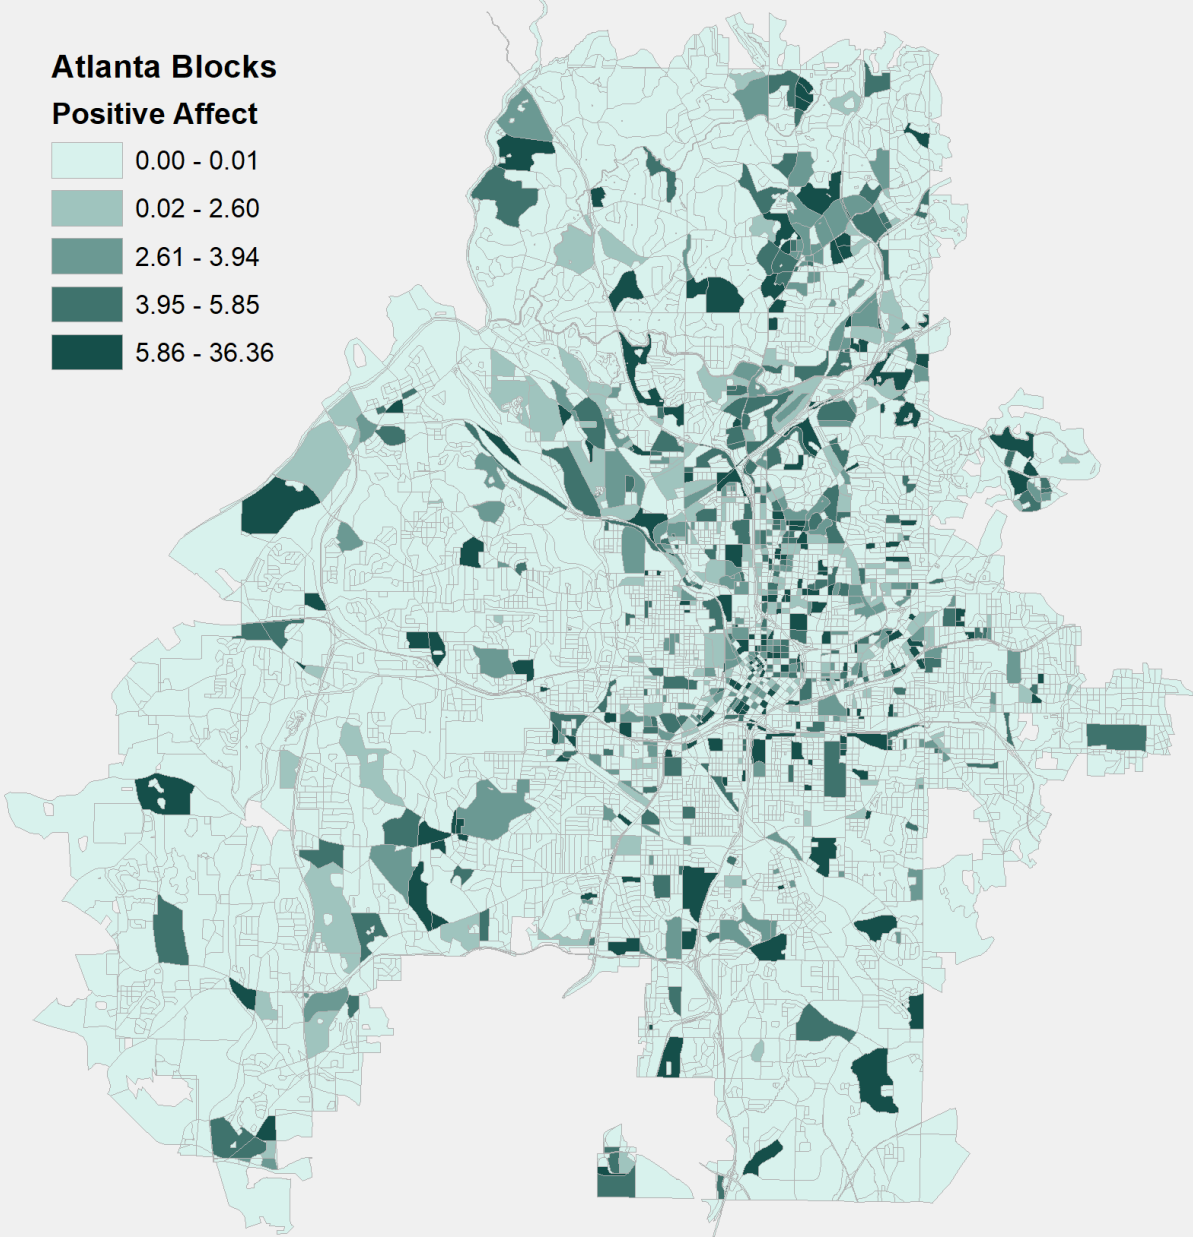 Atlanta Blocks
Positive Affect
0.00 - 0.01
0.02 - 2.60
2.61 - 3.94
3.95 - 5.85
5.86 - 36.36